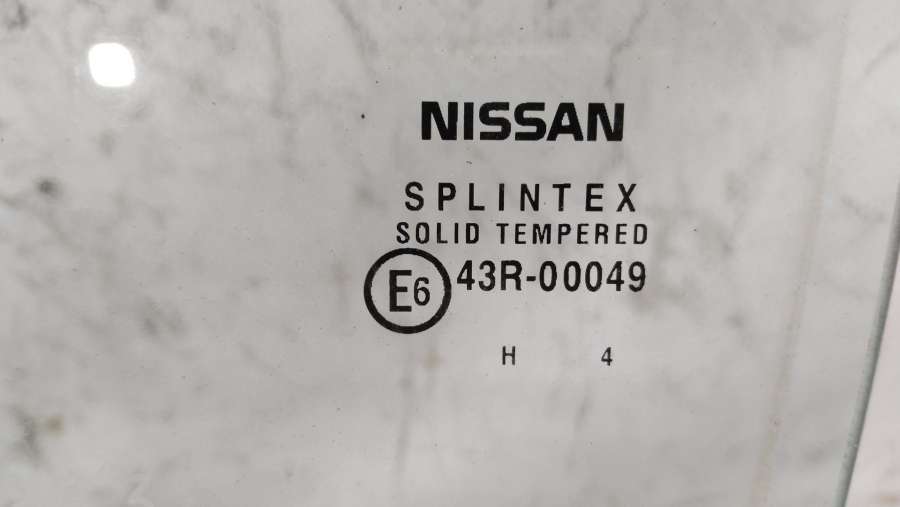 NISSAN
SPLINTEX
SOLID TEMPERED
E6 43R-00049
H 4